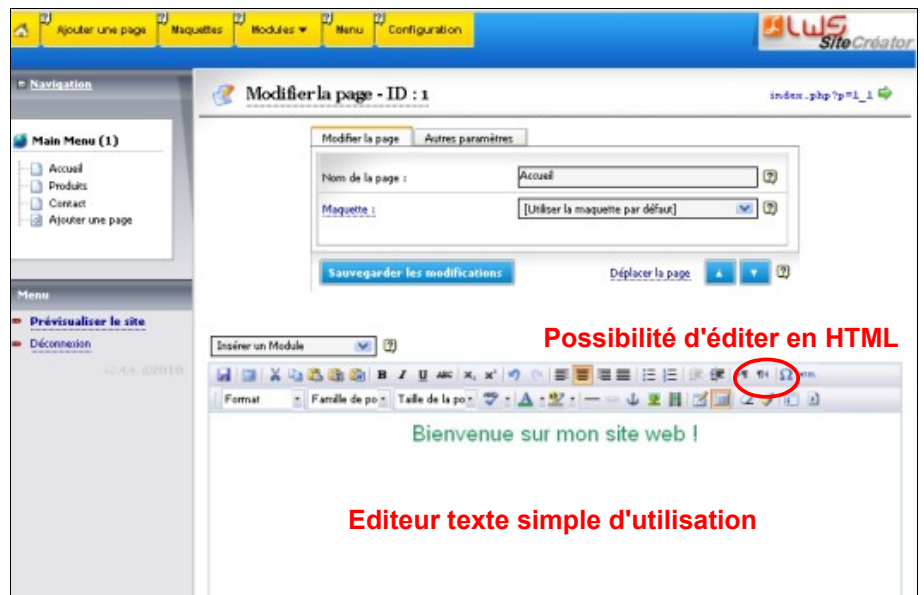 Ajouter une page Maquettes Modules Menu Configuration
LWS
SiteCréator
Navigation
Modifier la page - ID : 1
index.php?p=1_1
Main Menu (1)
Accueil
Produits
Contact
Ajouter une page
Modifier la page Autres paramètres
Nom de la page : Accueil
Maquette : [Utiliser la maquette par défaut]
Sauvegarder les modifications Déplacer la page
Menu
Prévisualiser le site
Déconnexion
v2.4.4. ©2010
Possibilité d'éditer en HTML
Insérer un Module
Format Famille de po Taille de la po
Bienvenue sur mon site web !
Editeur texte simple d'utilisation